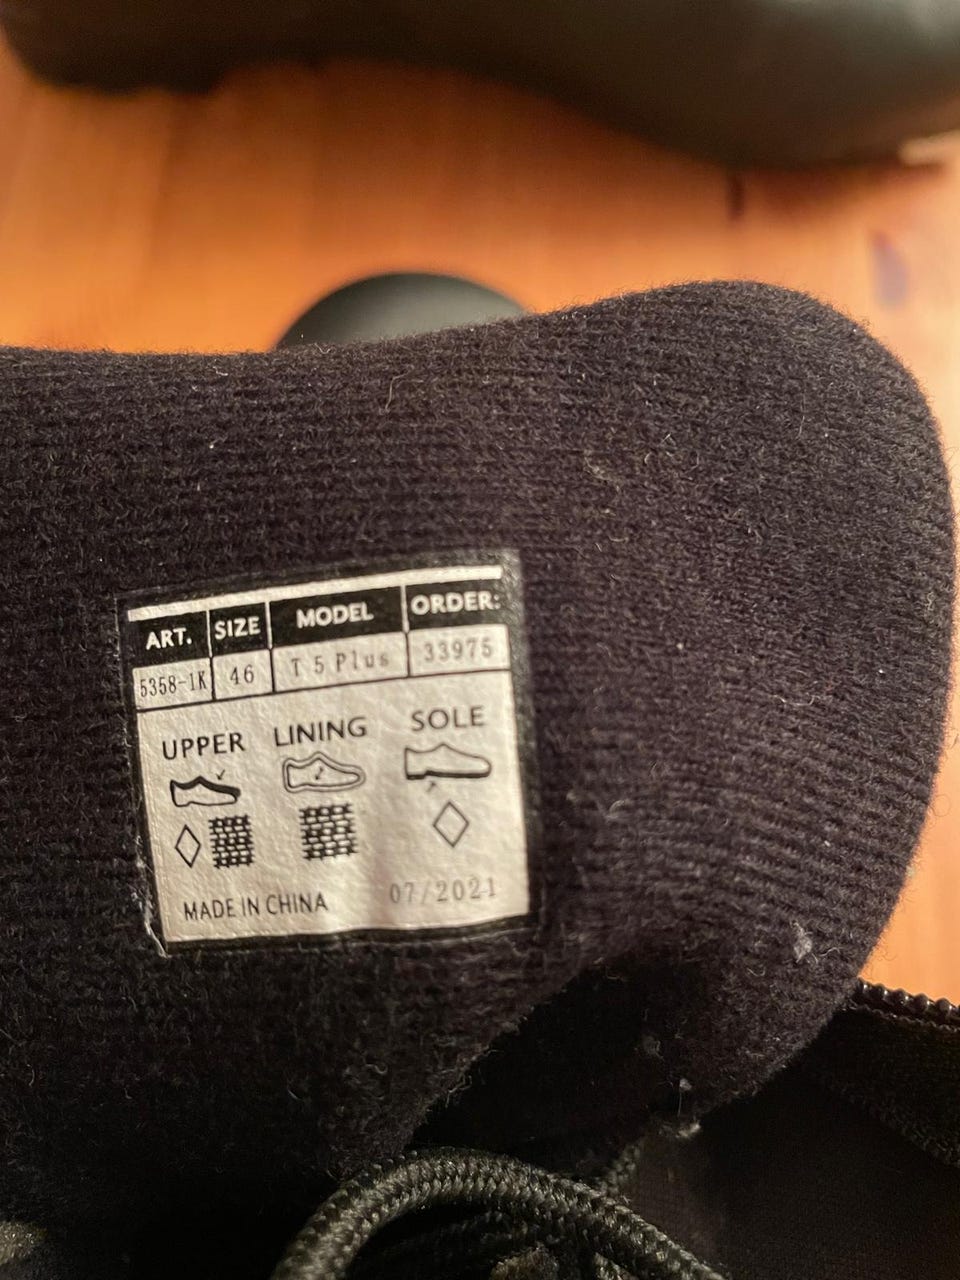 ART. SIZE MODEL ORDER:
5358-1K 46 T 5 Plus 33975
UPPER LINING SOLE
MADE IN CHINA 07/2021